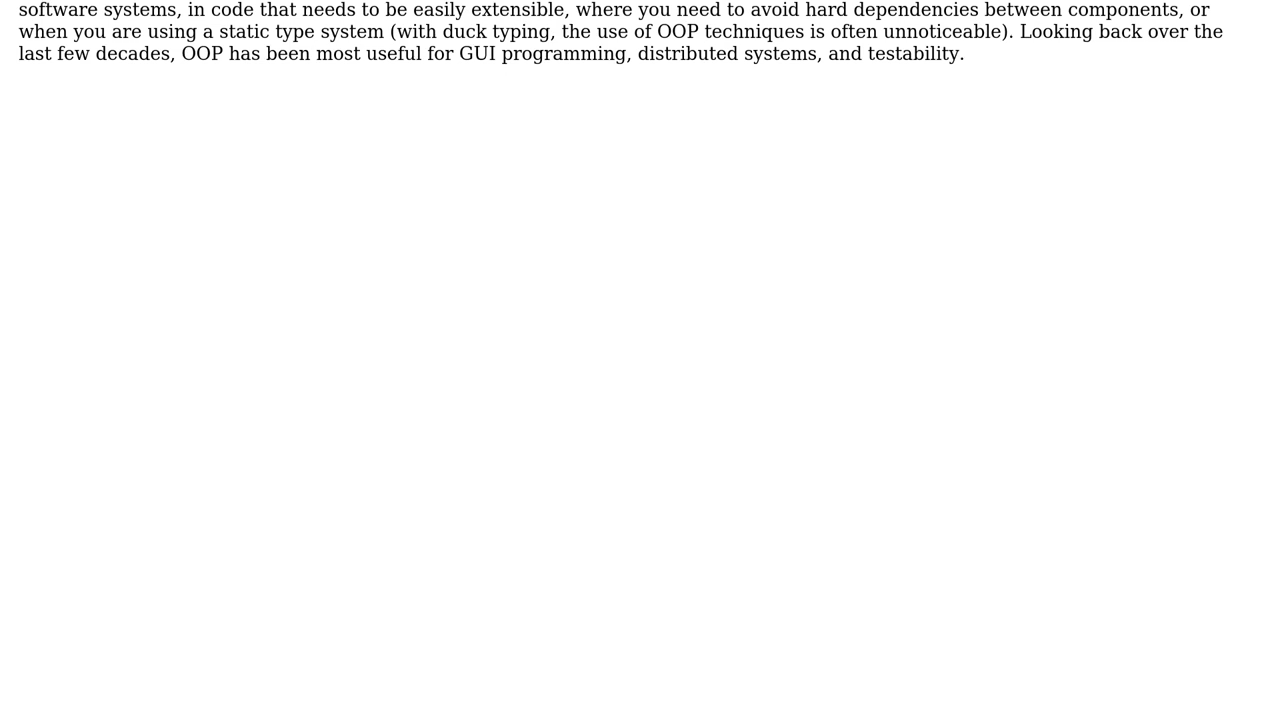 software systems, in code that needs to be easily extensible, where you need to avoid hard dependencies between components, or
when you are using a static type system (with duck typing, the use of OOP techniques is often unnoticeable). Looking back over the
last few decades, OOP has been most useful for GUI programming, distributed systems, and testability.